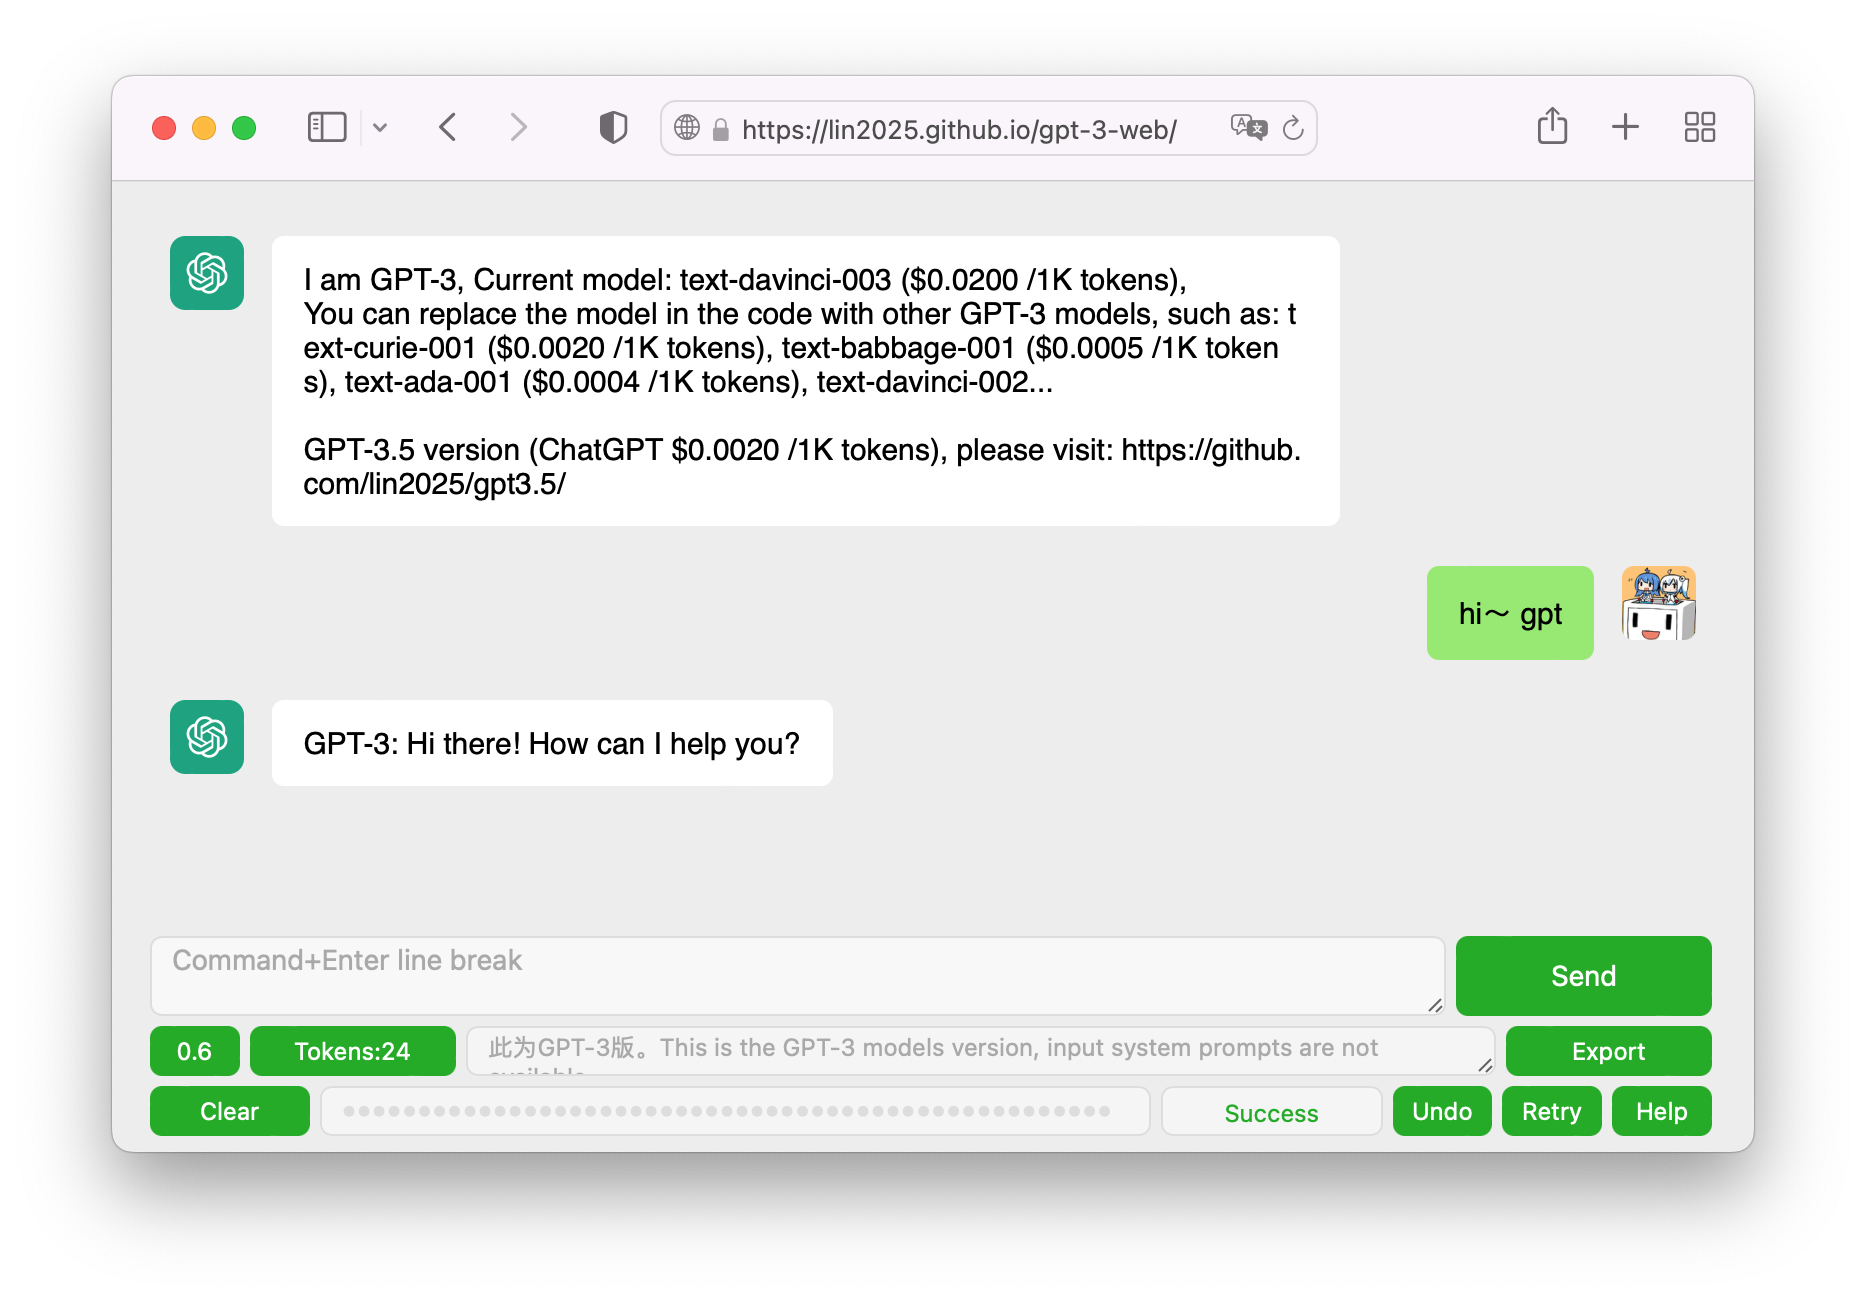 https://lin2025.github.io/gpt-3-web/
I am GPT-3, Current model: text-davinci-003 ($0.0200 /1K tokens),
You can replace the model in the code with other GPT-3 models, such as: t
ext-curie-001 ($0.0020 /1K tokens), text-babbage-001 ($0.0005 /1K token
s), text-ada-001 ($0.0004 /1K tokens), text-davinci-002...
GPT-3.5 version (ChatGPT $0.0020 /1K tokens), please visit: https://github.
com/lin2025/gpt3.5/
hi～ gpt
GPT-3: Hi there! How can I help you?
Command+Enter line break
Send
0.6
Tokens:24
此为GPT-3版。This is the GPT-3 models version, input system prompts are not
Export
Clear
Success
Undo
Retry
Help